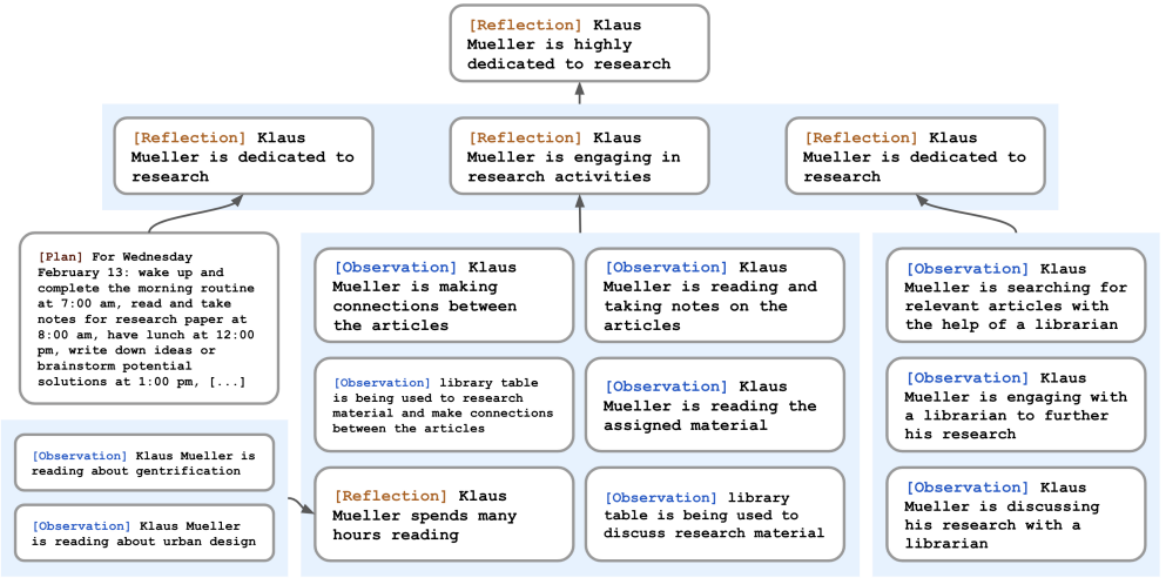 [Reflection] Klaus
Mueller is highly
dedicated to research
[Reflection] Klaus
Mueller is dedicated to
research
[Reflection] Klaus
Mueller is engaging in
research activities
[Reflection] Klaus
Mueller is dedicated to
research
[Plan] For Wednesday
February 13: wake up and
complete the morning routine
at 7:00 am, read and take
notes for research paper at
8:00 am, have lunch at 12:00
pm, write down ideas or
brainstorm potential
solutions at 1:00 pm, [...]
[Observation] Klaus Mueller is
reading about gentrification
[Observation] Klaus Mueller
is reading about urban design
[Observation] Klaus
Mueller is making
connections between
the articles
[Observation] Klaus
Mueller is reading and
taking notes on the
articles
[Observation] library table
is being used to research
material and make connections
between the articles
[Observation] Klaus
Mueller is reading the
assigned material
[Reflection] Klaus
Mueller spends many
hours reading
[Observation] library
table is being used to
discuss research material
[Observation] Klaus
Mueller is searching for
relevant articles with
the help of a librarian
[Observation] Klaus
Mueller is engaging with
a librarian to further
his research
[Observation] Klaus
Mueller is discussing
his research with a
librarian